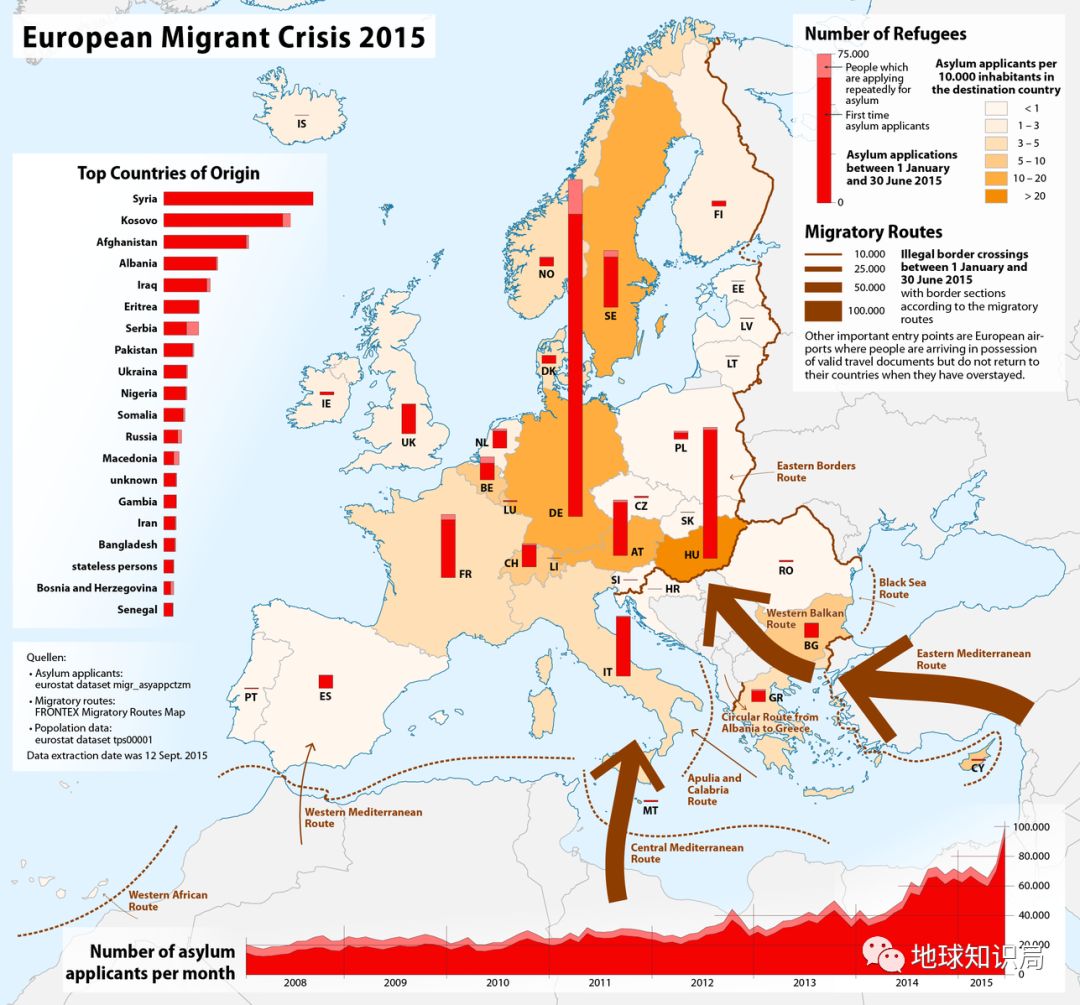 European Migrant Crisis 2015
Number of Refugees
75.000
People which
are applying
repeatedly for
asylum
First time
asylum applicants
Asylum applications
between 1 January
and 30 June 2015
0
Asylum applicants per
10.000 inhabitants in
the destination country
< 1
1 – 3
3 – 5
5 – 10
10 – 20
> 20
Migratory Routes
10.000
25.000
50.000
100.000
Illegal border crossings
between 1 January and
30 June 2015
with border sections
according to the migratory
routes
Other important entry points are European air-
ports where people are arriving in possession
of valid travel documents but do not return to
their countries when they have overstayed.
Top Countries of Origin
Syria
Kosovo
Afghanistan
Albania
Iraq
Eritrea
Serbia
Pakistan
Ukraina
Nigeria
Somalia
Russia
Macedonia
unknown
Gambia
Iran
Bangladesh
stateless persons
Bosnia and Herzegovina
Senegal
Quellen:
• Asylum applicants:
eurostat dataset migr_asyappctzm
• Migratory routes:
FRONTEX Migratory Routes Map
• Popolation data:
eurostat dataset tps00001
Data extraction date was 12 Sept. 2015
IS
NO
SE
FI
EE
LV
LT
DK
IE
UK
NL
BE
LU
DE
PL
CZ
SK
AT
HU
CH
LI
FR
SI
HR
RO
BG
IT
GR
PT
ES
MT
CY
Eastern Borders
Route
Black Sea
Route
Western Balkan
Route
Eastern Mediterranean
Route
Circular Route from
Albania to Greece
Apulia and
Calabria
Route
Central Mediterranean
Route
Western Mediterranean
Route
Western African
Route
Number of asylum
applicants per month
100.000
80.000
60.000
40.000
20.000
0
2008
2009
2010
2011
2012
2013
2014
2015
地球知识局